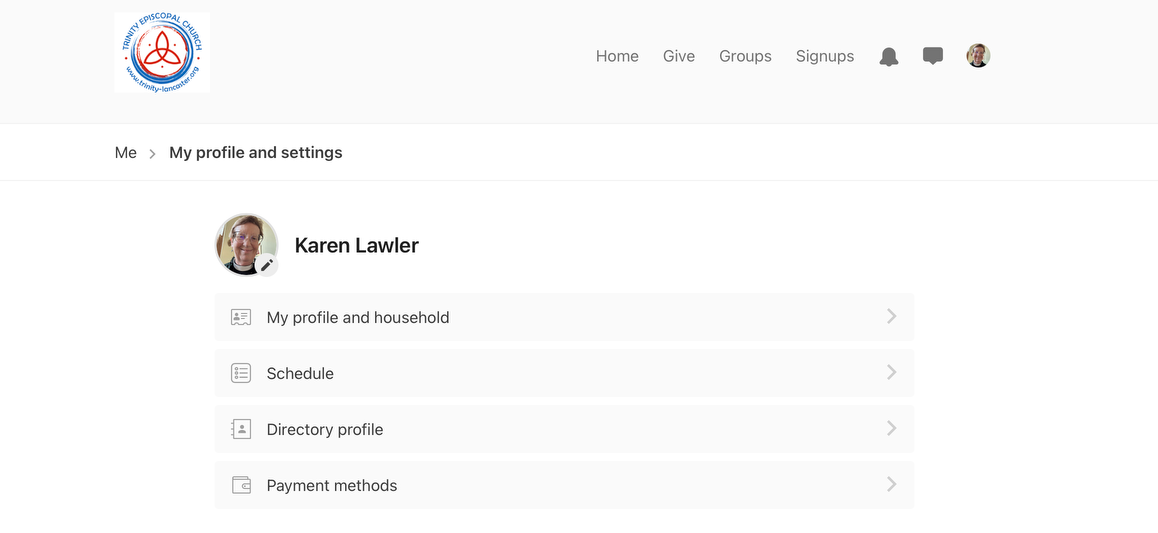 TRINITY EPISCOPAL CHURCH
www.trinity-lancaster.org
Home Give Groups Signups
Me My profile and settings
Karen Lawler
My profile and household
Schedule
Directory profile
Payment methods